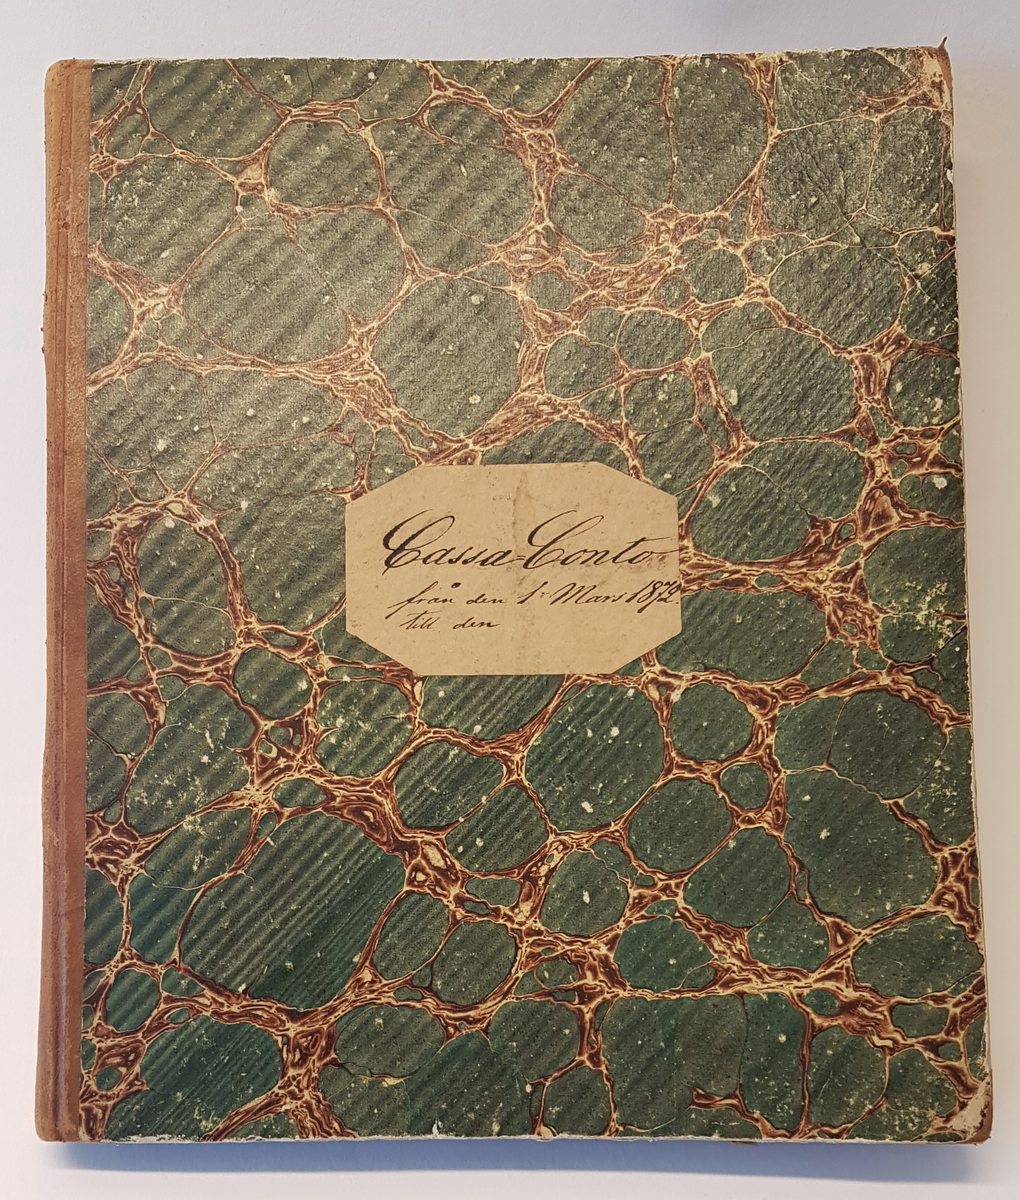 Cassa-Conto
från den 1:r Mars 1872
till den